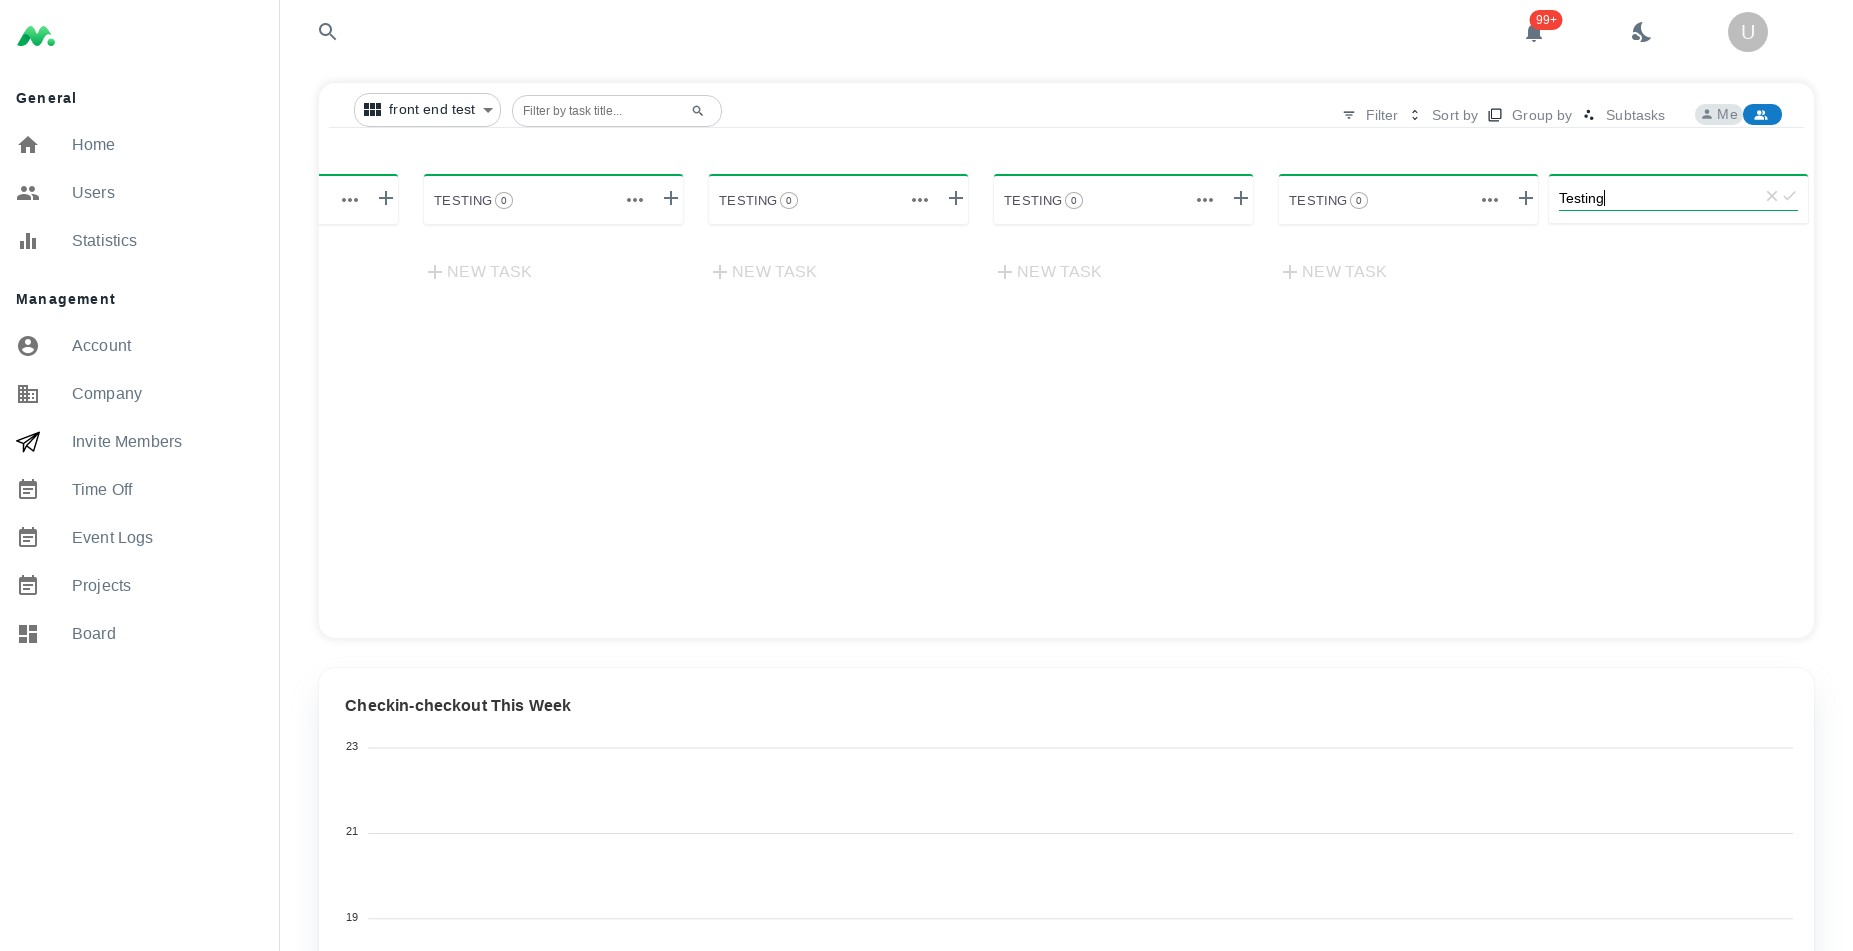 99+
U
General
Home
Users
Statistics
Management
Account
Company
Invite Members
Time Off
Event Logs
Projects
Board
front end test
Filter by task title...
Filter
Sort by
Group by
Subtasks
Me
TESTING 0
TESTING 0
TESTING 0
TESTING 0
Testing
NEW TASK
NEW TASK
NEW TASK
NEW TASK
Checkin-checkout This Week
23
21
19